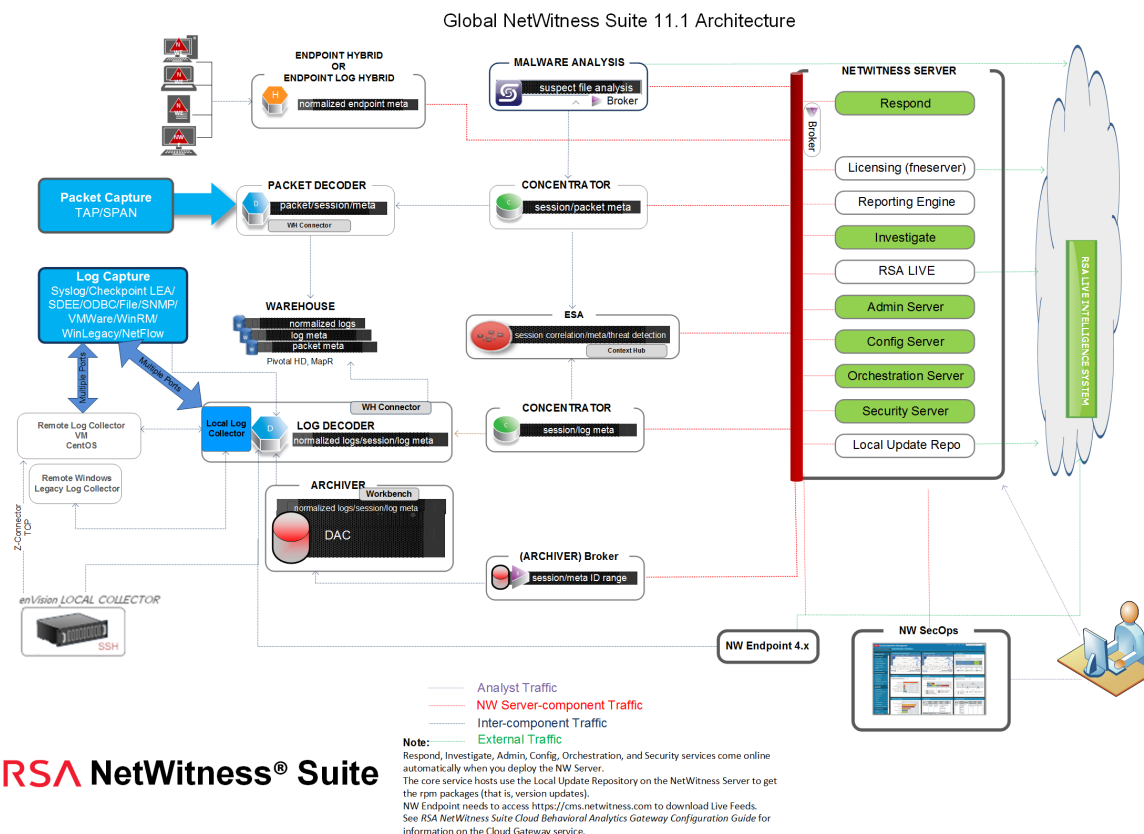 Global NetWitness Suite 11.1 Architecture
ENDPOINT HYBRID
OR
ENDPOINT LOG HYBRID
normalized endpoint meta
H
N
N
NW
MALWARE ANALYSIS
suspect file analysis
Broker
NETWITNESS SERVER
Broker
Respond
Licensing (fneserver)
Reporting Engine
Investigate
RSA LIVE
Admin Server
Config Server
Orchestration Server
Security Server
Local Update Repo
RSA LIVE INTELLIGENCE SYSTEM
Packet Capture
TAP/SPAN
PACKET DECODER
D
packet/session/meta
WH Connector
CONCENTRATOR
C
session/packet meta
Log Capture
Syslog/Checkpoint LEA/
SDEE/ODBC/File/SNMP/
VMWare/WinRM/
WinLegacy/NetFlow
WAREHOUSE
normalized logs
log meta
packet meta
Pivotal HD, MapR
ESA
session correlation/meta/threat detection
Context Hub
Multiple Ports
Multiple Ports
WH Connector
Remote Log Collector
VM
CentOS
Local Log
Collector
D
LOG DECODER
normalized logs/session/log meta
CONCENTRATOR
C
session/log meta
Remote Windows
Legacy Log Collector
ARCHIVER
Workbench
normalized logs/session/log meta
DAC
Z-Connector
TCP
(ARCHIVER) Broker
session/meta ID range
enVision LOCAL COLLECTOR
SSH
NW Endpoint 4.x
NW SecOps
Analyst Traffic
NW Server-component Traffic
Inter-component Traffic
External Traffic
RSA NetWitness® Suite
Note:
Respond, Investigate, Admin, Config, Orchestration, and Security services come online
automatically when you deploy the NW Server.
The core service hosts use the Local Update Repository on the NetWitness Server to get
the rpm packages (that is, version updates).
NW Endpoint needs to access https://cms.netwitness.com to download Live Feeds.
See RSA NetWitness Suite Cloud Behavioral Analytics Gateway Configuration Guide for
information on the Cloud Gateway service.